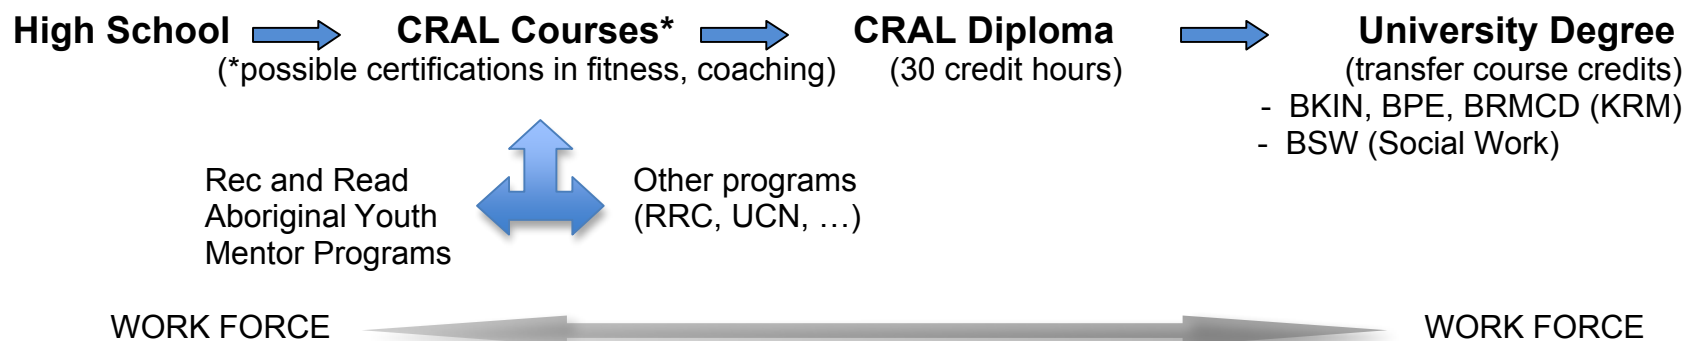 High School CRAL Courses* CRAL Diploma University Degree
(*possible certifications in fitness, coaching) (30 credit hours) (transfer course credits)
- BKIN, BPE, BRMCD (KRM)
- BSW (Social Work)
Rec and Read
Aboriginal Youth
Mentor Programs
Other programs
(RRC, UCN, …)
WORK FORCE WORK FORCE